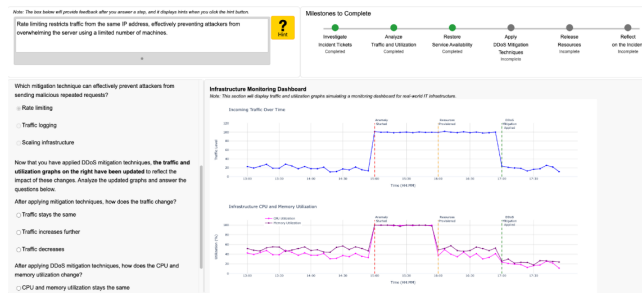 Note: The box below will provide feedback after you answer a step, and it displays hints when you click the hint button.
Rate limiting restricts traffic from the same IP address, effectively preventing attackers from
overwhelming the server using a limited number of machines.
?
Hint
Milestones to Complete
Investigate
Incident Tickets
Completed
Analyze
Traffic and Utilization
Completed
Restore
Service Availability
Completed
Apply
DDoS Mitigation
Techniques
Incomplete
Release
Resources
Incomplete
Reflect
on the Incident
Incomplete
Which mitigation technique can effectively prevent attackers from
sending malicious repeated requests?
Rate limiting
Traffic logging
Scaling infrastructure
Now that you have applied DDoS mitigation techniques, the traffic and
utilization graphs on the right have been updated to reflect the
impact of these changes. Analyze the updated graphs and answer the
questions below.
After applying mitigation techniques, how does the traffic change?
Traffic stays the same
Traffic increases further
Traffic decreases
After applying DDoS mitigation techniques, how does the CPU and
memory utilization change?
CPU and memory utilization stays the same
Infrastructure Monitoring Dashboard
Note: This section will display traffic and utilization graphs simulating a monitoring dashboard for real-world IT infrastructure.
Incoming Traffic Over Time
Traffic Level
Time (HH:MM)
Infrastructure CPU and Memory Utilization
CPU Utilization
Memory Utilization
Utilization (%)
Time (HH:MM)